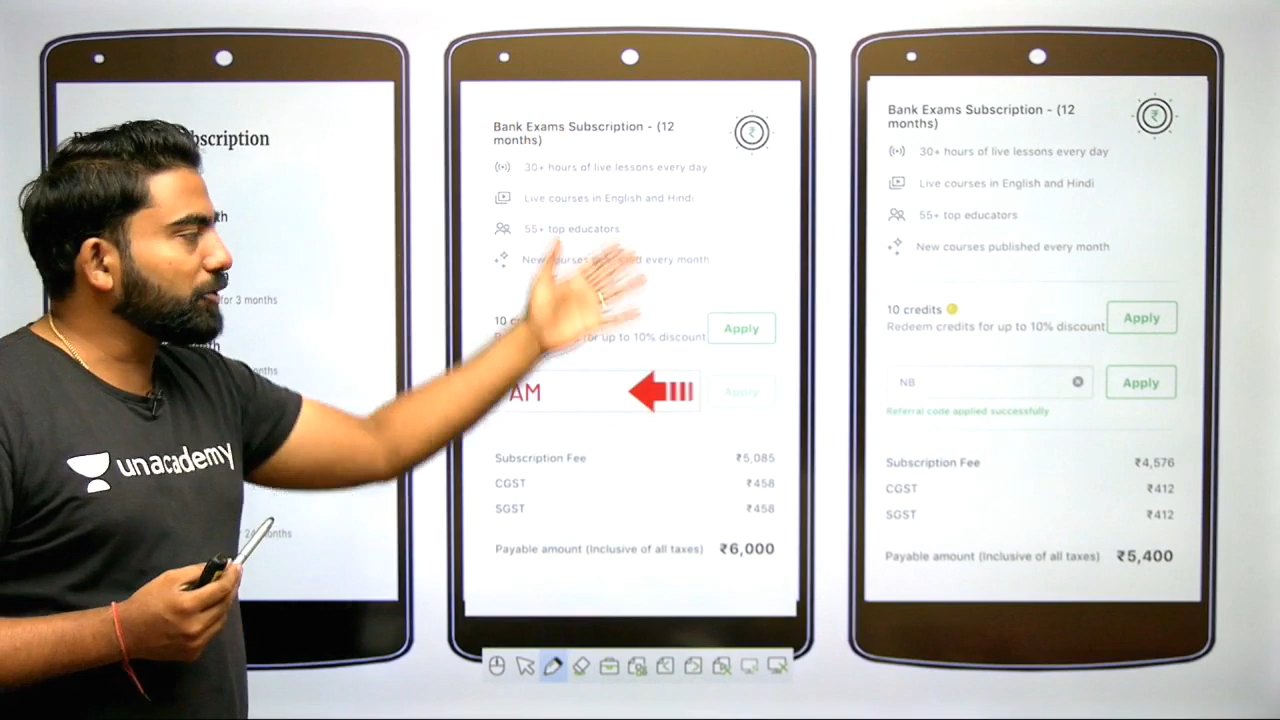 bscription
th
for 3 months
months
unacademy
Bank Exams Subscription - (12
months)
30+ hours of live lessons every day
Live courses in English and Hindi
55+ top educators
New courses every month
10
for up to 10% discount
Apply
AM
Apply
Subscription Fee ₹5,085
CGST ₹458
SGST ₹458
Payable amount (Inclusive of all taxes) ₹6,000
Bank Exams Subscription - (12
months)
30+ hours of live lessons every day
Live courses in English and Hindi
55+ top educators
New courses published every month
10 credits
Redeem credits for up to 10% discount
Apply
NB
Apply
Referral code applied successfully
Subscription Fee ₹4,576
CGST ₹412
SGST ₹412
Payable amount (Inclusive of all taxes) ₹5,400